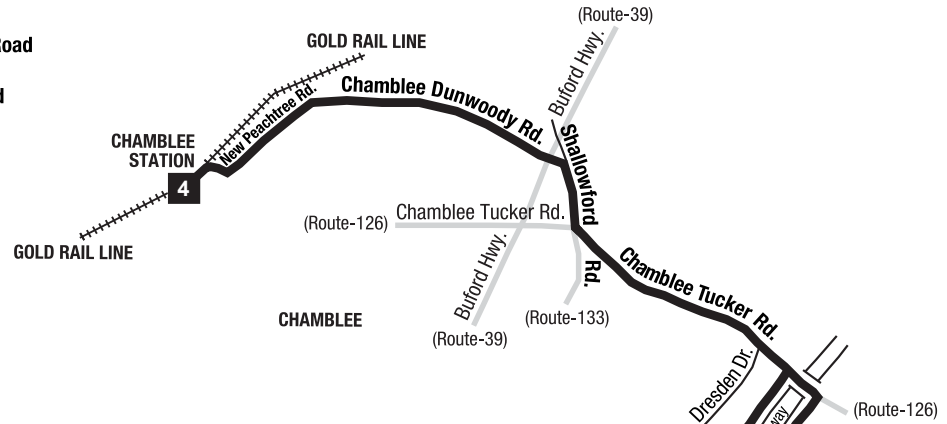 (Route-39)
Road
GOLD RAIL LINE
Buford Hwy.
Chamblee Dunwoody Rd.
New Peachtree Rd.
CHAMBLEE
STATION
4
Shallowford
Rd.
Chamblee Tucker Rd.
(Route-126)
GOLD RAIL LINE
Buford Hwy.
Chamblee Tucker Rd.
CHAMBLEE
(Route-133)
(Route-39)
Dresden Dr.
(Route-126)